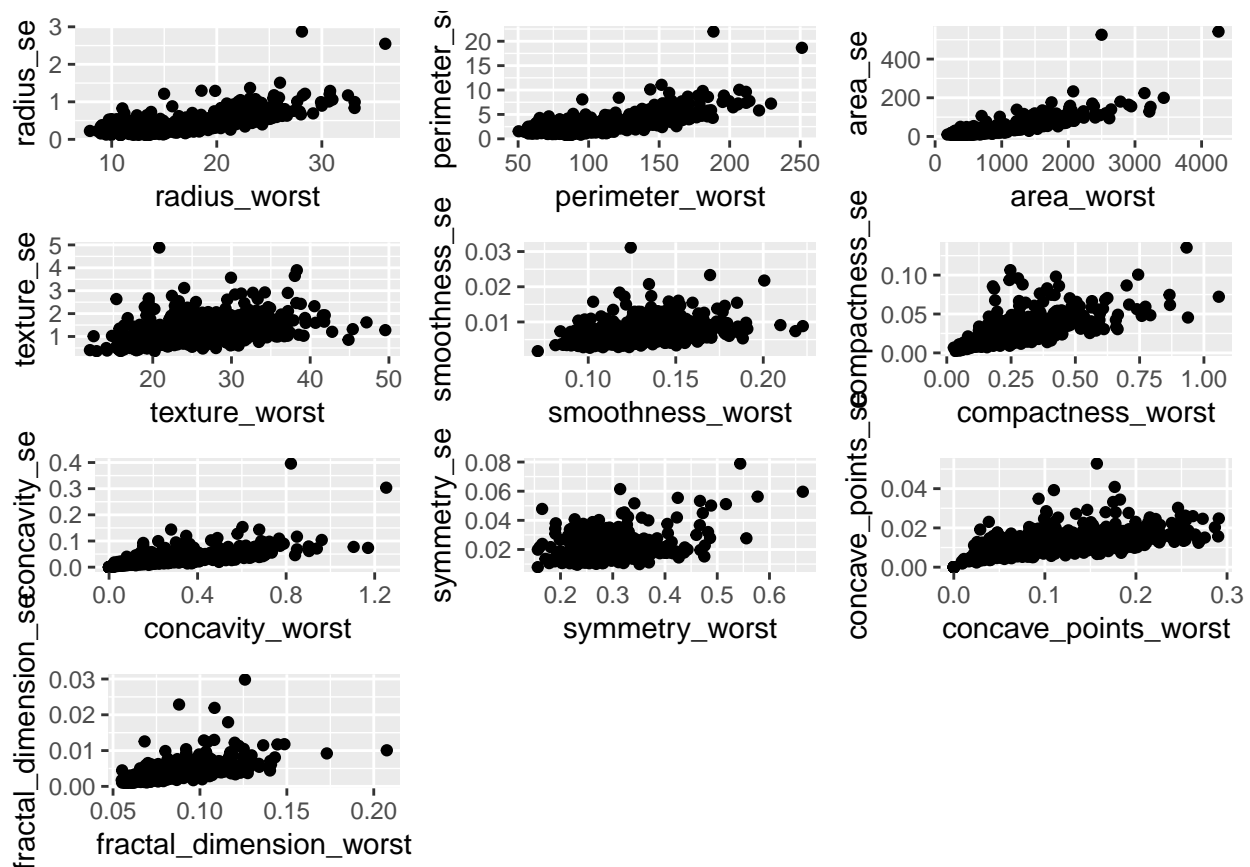 radius_se
3
2
1
0
10 20 30
radius_worst
perimeter_s
20
15
10
5
0
50 100 150 200 250
perimeter_worst
area_se
400
200
0
0 1000 2000 3000 4000
area_worst
texture_se
5
4
3
2
1
20 30 40 50
texture_worst
smoothness_se
0.03
0.02
0.01
0.10 0.15 0.20
smoothness_worst
compactness_se
0.10
0.05
0.00
0.00 0.25 0.50 0.75 1.00
compactness_worst
concavity_se
0.4
0.3
0.2
0.1
0.0
0.0 0.4 0.8 1.2
concavity_worst
symmetry_se
0.08
0.06
0.04
0.02
0.2 0.3 0.4 0.5 0.6
symmetry_worst
concave_points_se
0.04
0.02
0.00
0.0 0.1 0.2 0.3
concave_points_worst
fractal_dimension_se
0.03
0.02
0.01
0.00
0.05 0.10 0.15 0.20
fractal_dimension_worst